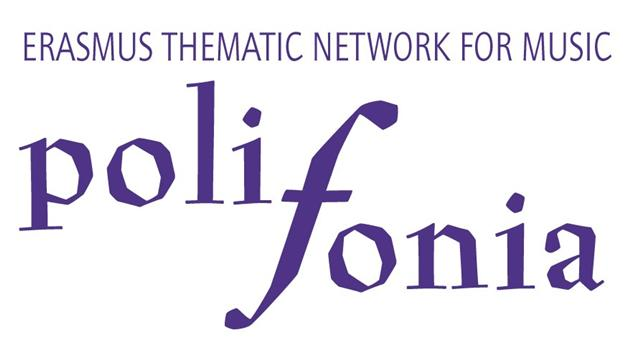 ERASMUS THEMATIC NETWORK FOR MUSIC
polifonia